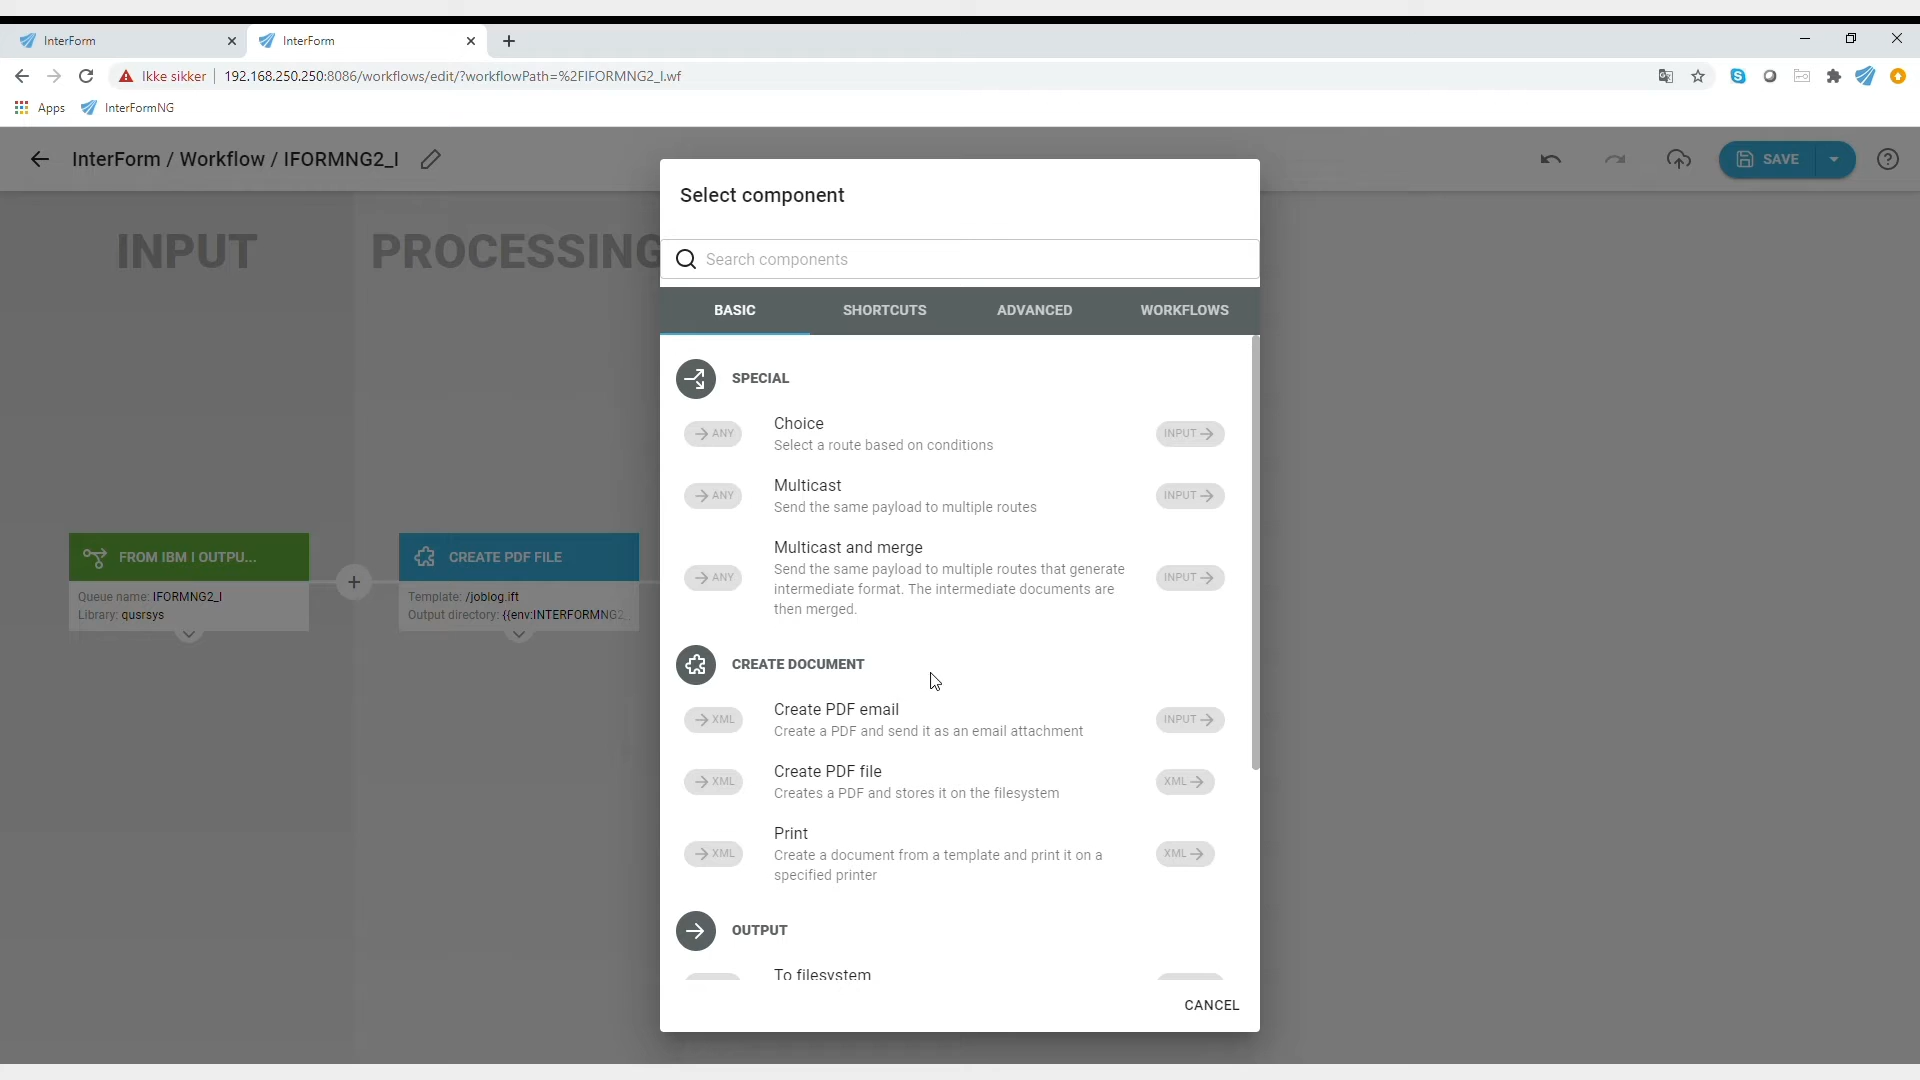 InterForm
InterForm
Ikke sikker
192.168.250.250:8086/workflows/edit/?workflowPath=%2FIFORMNG2_I.wf
Apps
InterFormNG
InterForm / Workflow / IFORMNG2_I
SAVE
INPUT
PROCESSING
FROM IBM I OUTPU...
Queue name: IFORMNG2_I
Library: qusrsys
CREATE PDF FILE
Template: /joblog.ift
Output directory: {{env:INTERFORMNG2_
Select component
Search components
BASIC
SHORTCUTS
ADVANCED
WORKFLOWS
SPECIAL
ANY
Choice
Select a route based on conditions
INPUT
ANY
Multicast
Send the same payload to multiple routes
INPUT
ANY
Multicast and merge
Send the same payload to multiple routes that generate
intermediate format. The intermediate documents are
then merged.
INPUT
CREATE DOCUMENT
XML
Create PDF email
Create a PDF and send it as an email attachment
INPUT
XML
Create PDF file
Creates a PDF and stores it on the filesystem
XML
XML
Print
Create a document from a template and print it on a
specified printer
XML
OUTPUT
To filesystem
CANCEL